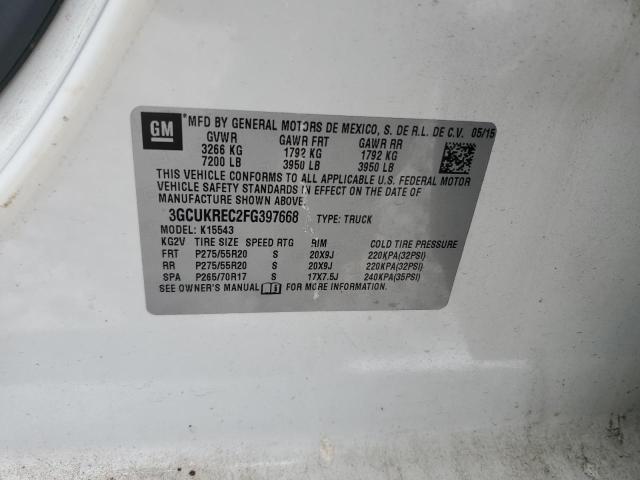 GM
*MFD BY GENERAL MOTORS DE MEXICO, S. DE R.L. DE C.V. 05/15
GVWR GAWR FRT GAWR RR
3266 KG 1792 KG 1792 KG
7200 LB 3950 LB 3950 LB
THIS VEHICLE CONFORMS TO ALL APPLICABLE U.S. FEDERAL MOTOR
VEHICLE SAFETY STANDARDS IN EFFECT ON THE DATE OF
MANUFACTURE SHOWN ABOVE.
3GCUKREC2FG397668 TYPE: TRUCK
MODEL: K15543
KG2V TIRE SIZE SPEED RTG RIM COLD TIRE PRESSURE
FRT P275/55R20 S 20X9J 220KPA(32PSI)
RR P275/55R20 S 20X9J 220KPA(32PSI)
SPA P265/70R17 S 17X7.5J 240KPA(35PSI)
SEE OWNER'S MANUAL FOR MORE INFORMATION.